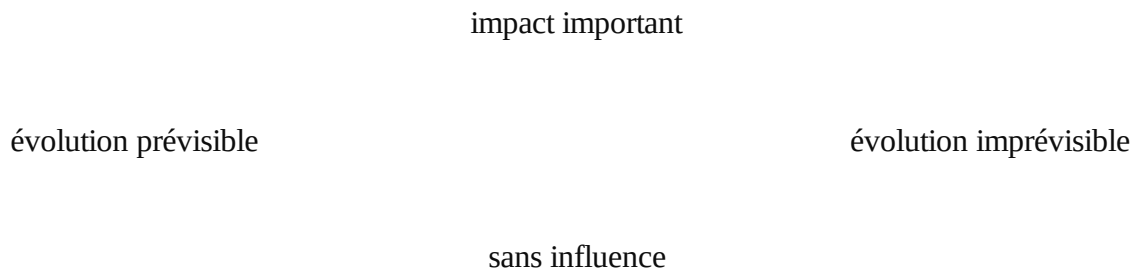 impact important
évolution prévisible
évolution imprévisible
sans influence